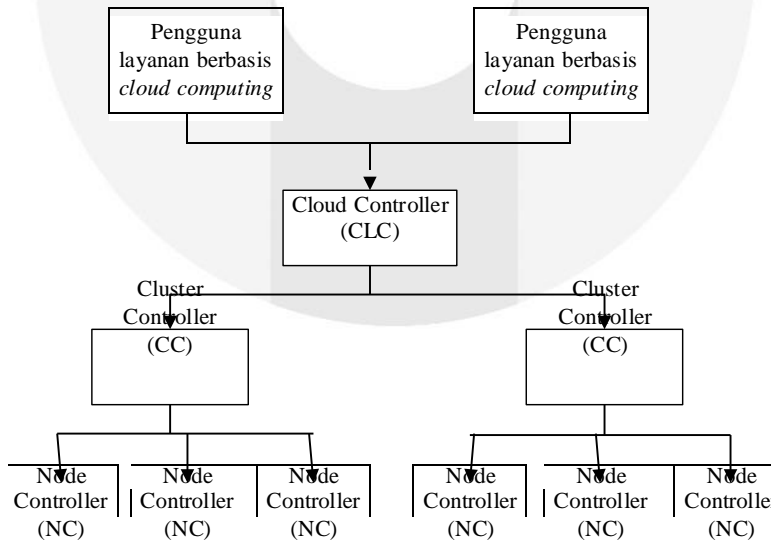 Pengguna
layanan berbasis
cloud computing
Pengguna
layanan berbasis
cloud computing
Cloud Controller
(CLC)
Cluster
Controller
(CC)
Cluster
Controller
(CC)
Node
Controller
(NC)
Node
Controller
(NC)
Node
Controller
(NC)
Node
Controller
(NC)
Node
Controller
(NC)
Node
Controller
(NC)